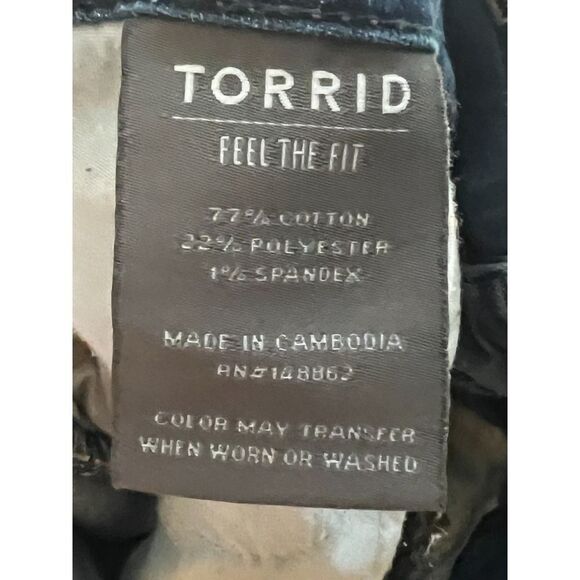 TORRID
FEEL THE FIT
77% COTTON
22% POLYESTER
1% SPANDEX
MADE IN CAMBODIA
RN#148862
COLOR MAY TRANSFER
WHEN WORN OR WASHED